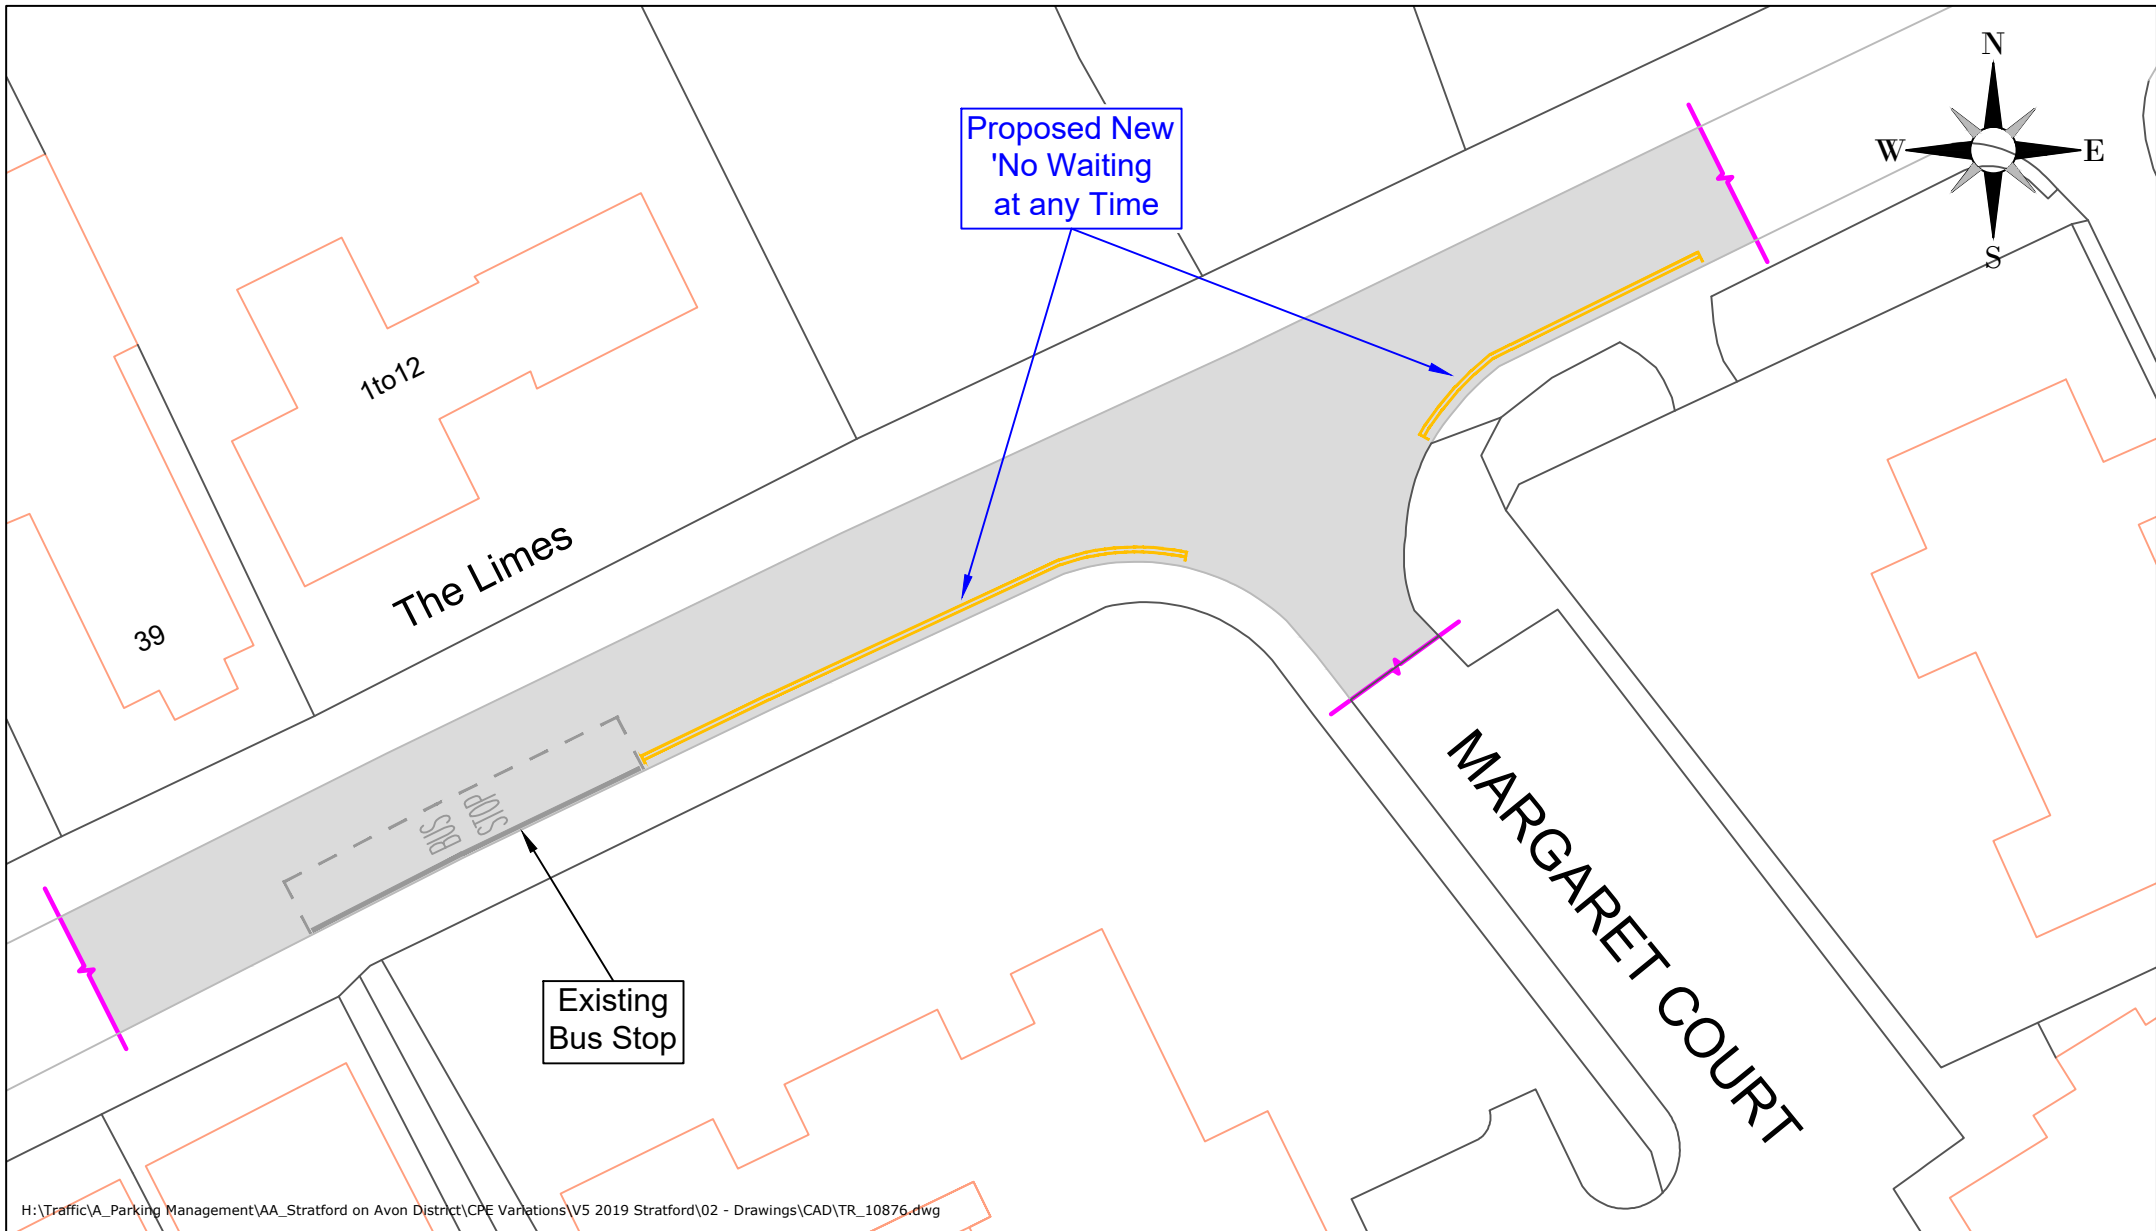 N
W
E
S
Proposed New
'No Waiting
at any Time
1to12
The Limes
39
BUS
STOP
MARGARET COURT
Existing
Bus Stop
H:\Traffic\A_Parking Management\AA_Stratford on Avon District\CPE Variations\V5 2019 Stratford\02 - Drawings\CAD\TR_10876.dwg